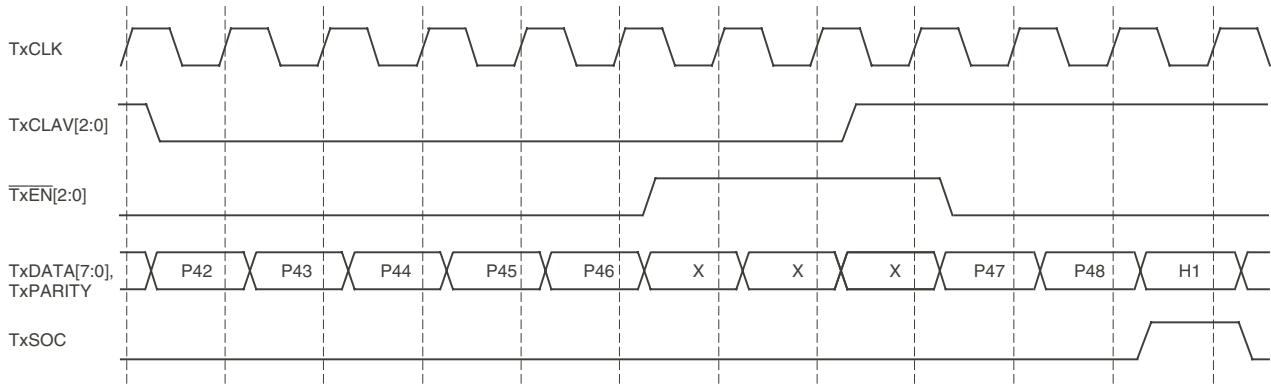 TxCLK
TxCLAV[2:0]
TxEN[2:0]
TxDATA[7:0],
TxPARITY
P42 P43 P44 P45 P46 X X X P47 P48 H1
TxSOC